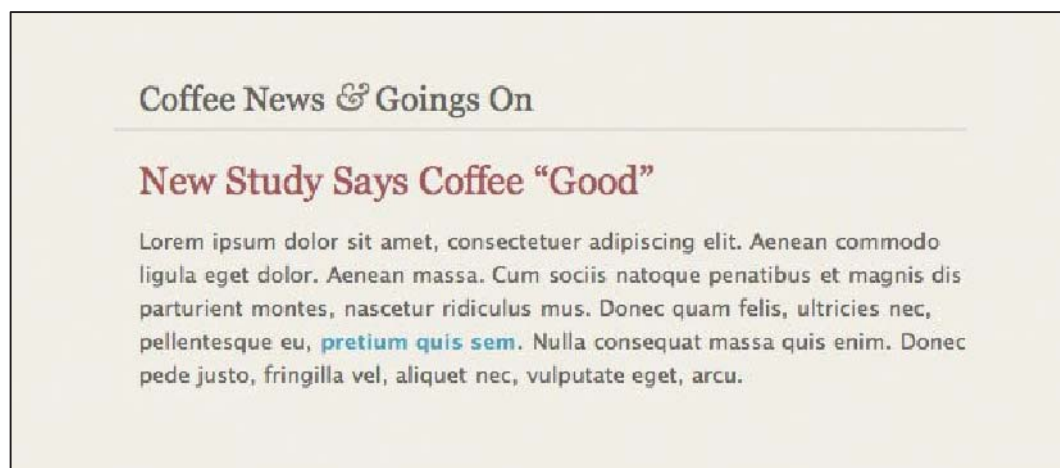 Coffee News & Goings On
New Study Says Coffee “Good”
Lorem ipsum dolor sit amet, consectetuer adipiscing elit. Aenean commodo
ligula eget dolor. Aenean massa. Cum sociis natoque penatibus et magnis dis
parturient montes, nascetur ridiculus mus. Donec quam felis, ultricies nec,
pellentesque eu, pretium quis sem. Nulla consequat massa quis enim. Donec
pede justo, fringilla vel, aliquet nec, vulputate eget, arcu.